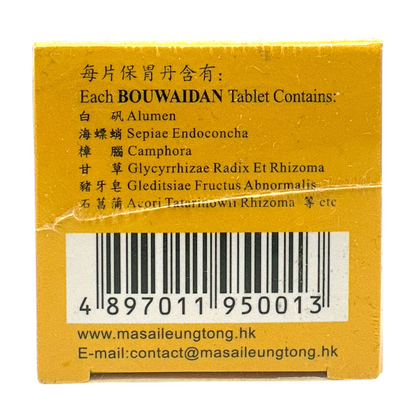 每片保胃丹含有:
Each BOUWAIDAN Tablet Contains:
白 矾 Alumen
海螵蛸 Sepiae Endoconcha
樟 腦 Camphora
甘 草 Glycyrrhizae Radix Et Rhizoma
豬牙皂 Gleditsiae Fructus Abnormalis
石菖蒲 Acori Tatarinowii Rhizoma 等 etc
4 897011 950013
www.masaileungtong.hk
E-mail:contact@masaileungtong.hk